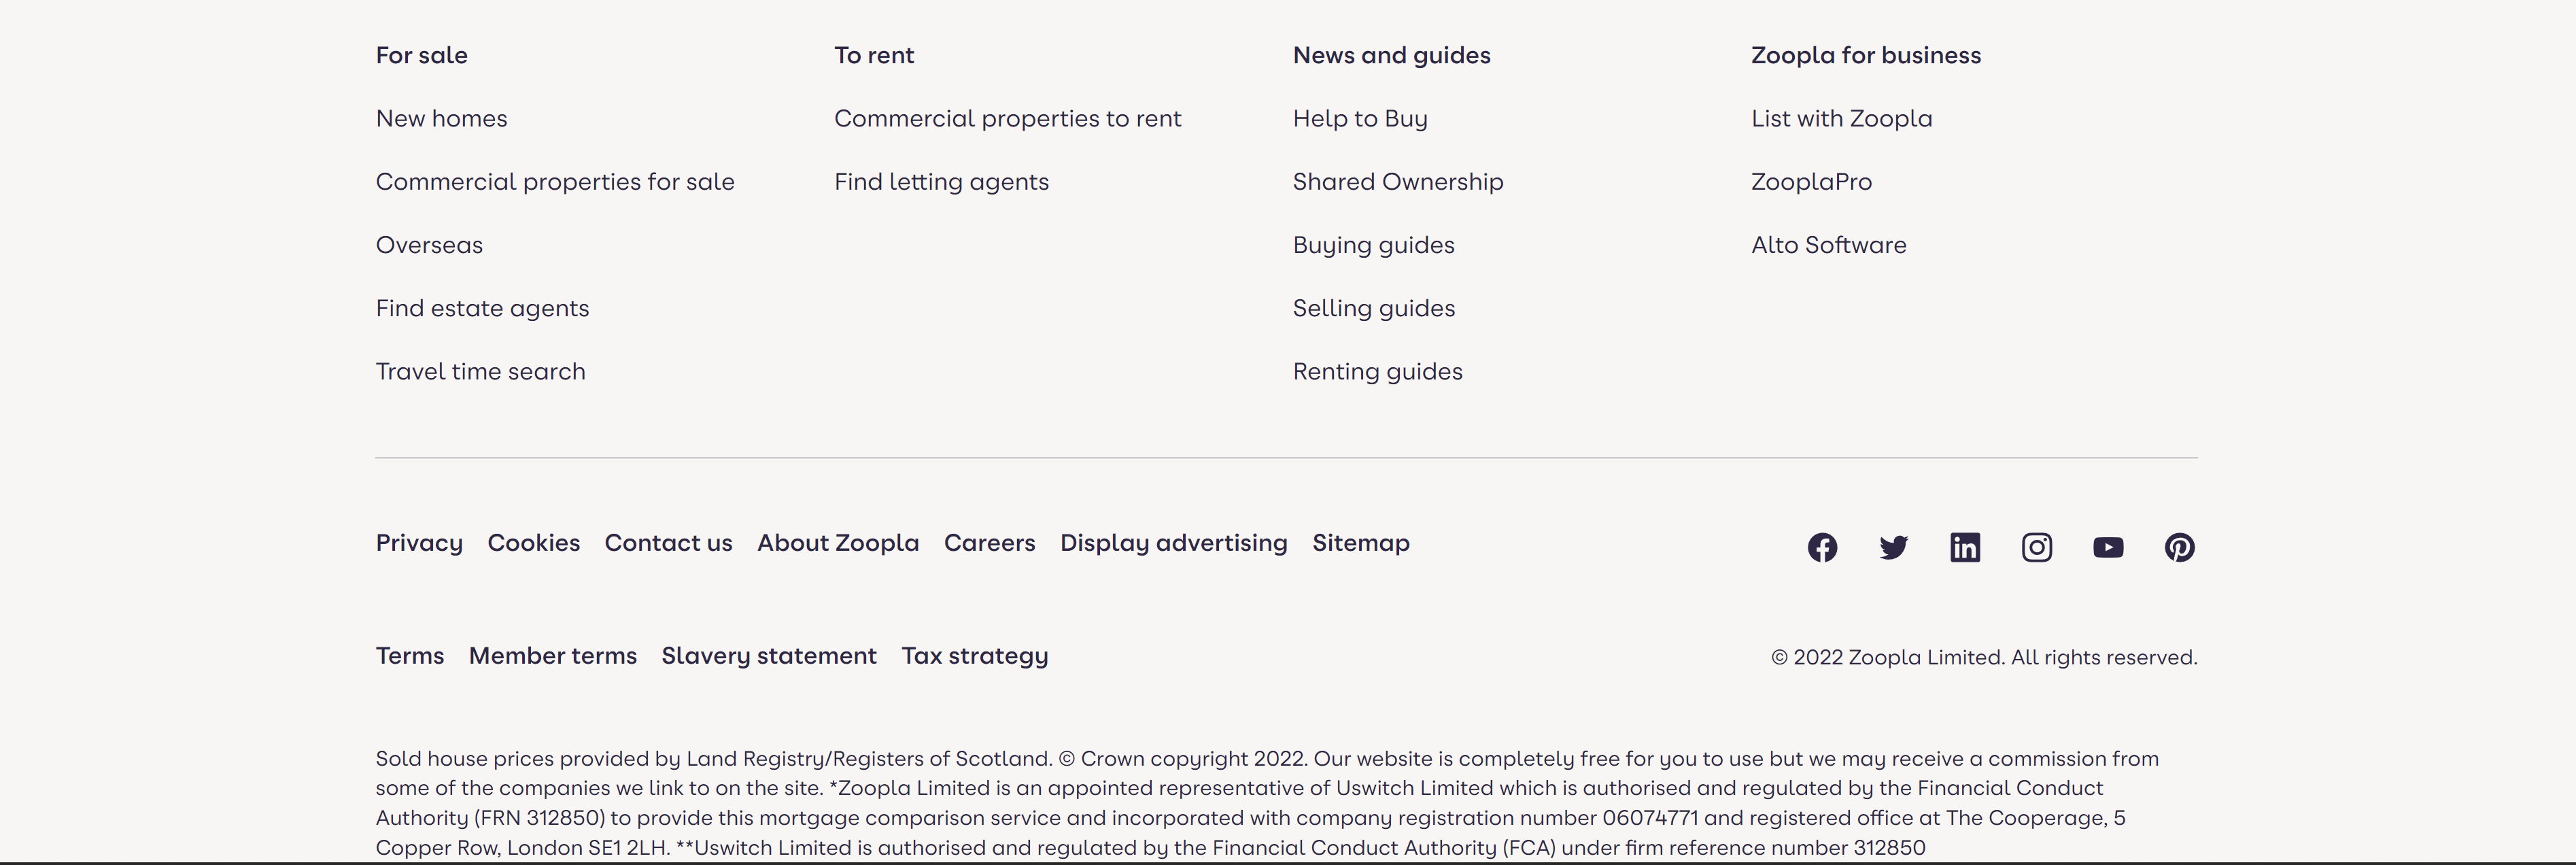 For sale
New homes
Commercial properties for sale
Overseas
Find estate agents
Travel time search
To rent
Commercial properties to rent
Find letting agents
News and guides
Help to Buy
Shared Ownership
Buying guides
Selling guides
Renting guides
Zoopla for business
List with Zoopla
ZooplaPro
Alto Software
Privacy Cookies Contact us About Zoopla Careers Display advertising Sitemap
Terms Member terms Slavery statement Tax strategy
© 2022 Zoopla Limited. All rights reserved.
Sold house prices provided by Land Registry/Registers of Scotland. © Crown copyright 2022. Our website is completely free for you to use but we may receive a commission from
some of the companies we link to on the site. *Zoopla Limited is an appointed representative of Uswitch Limited which is authorised and regulated by the Financial Conduct
Authority (FRN 312850) to provide this mortgage comparison service and incorporated with company registration number 06074771 and registered office at The Cooperage, 5
Copper Row, London SE1 2LH. **Uswitch Limited is authorised and regulated by the Financial Conduct Authority (FCA) under firm reference number 312850